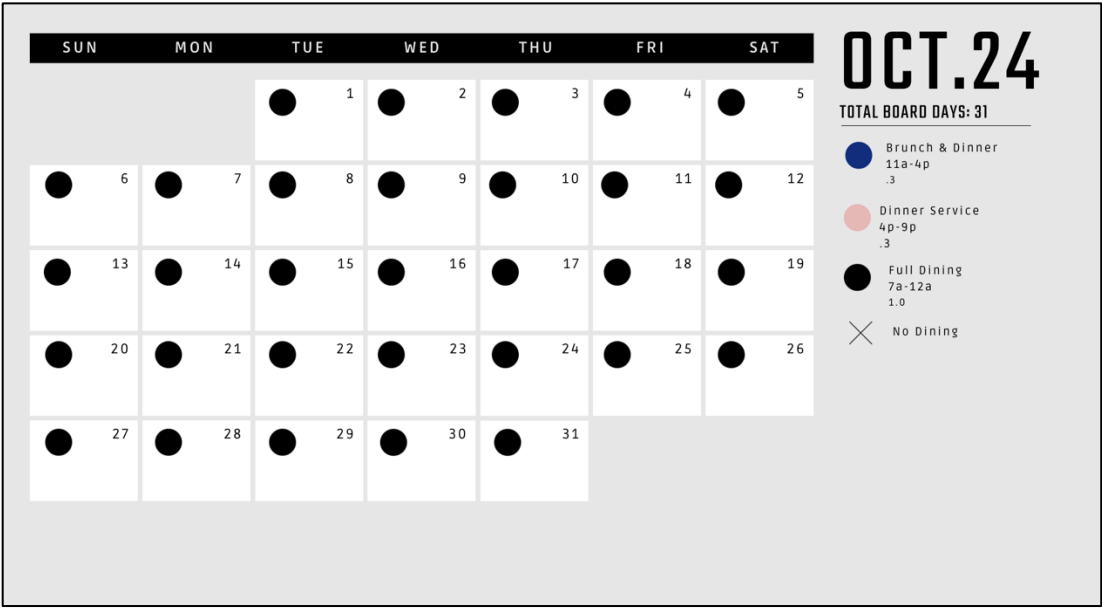 SUN MON TUE WED THU FRI SAT
1 2 3 4 5
6 7 8 9 10 11 12
13 14 15 16 17 18 19
20 21 22 23 24 25 26
27 28 29 30 31
OCT.24
TOTAL BOARD DAYS: 31
Brunch & Dinner
11a-4p
.3
Dinner Service
4p-9p
.3
Full Dining
7a-12a
1.0
No Dining